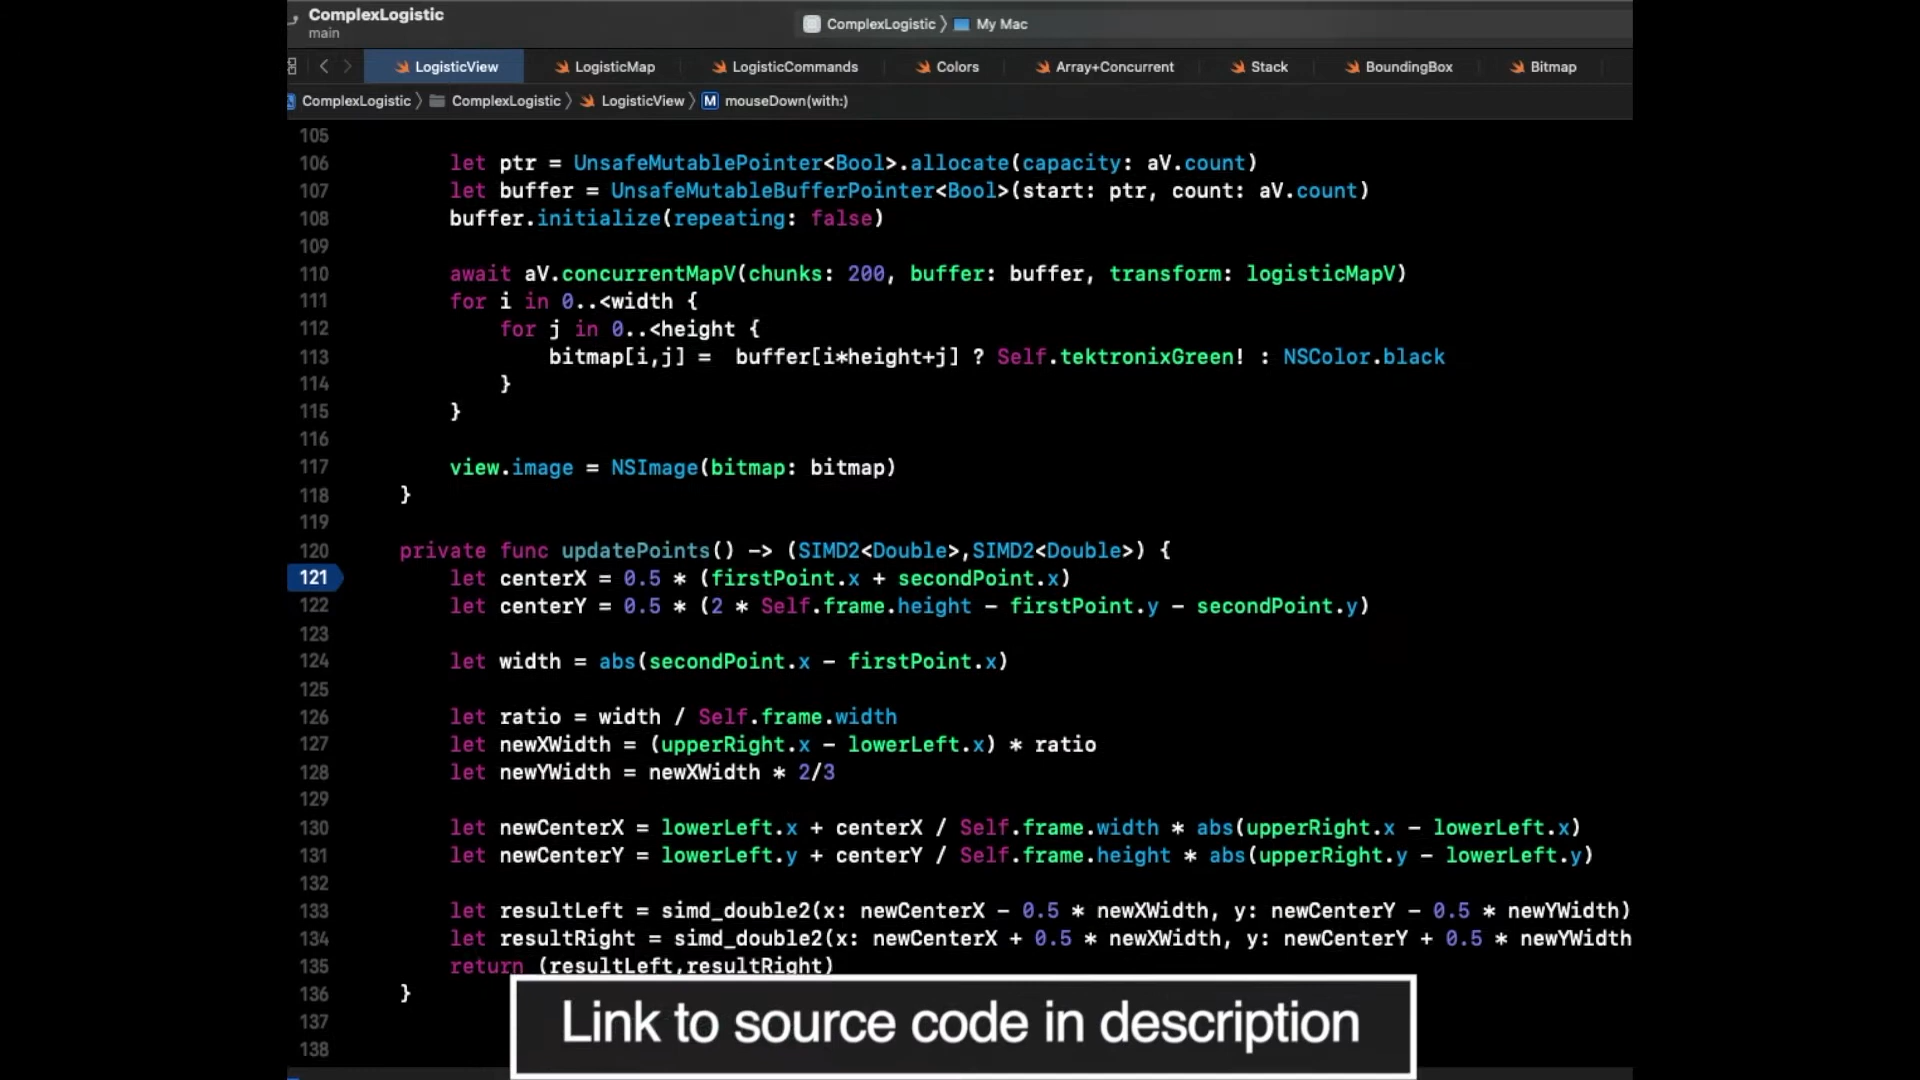 ComplexLogistic
main
ComplexLogistic 〉 My Mac
LogisticView LogisticMap LogisticCommands Colors Array+Concurrent Stack BoundingBox Bitmap
ComplexLogistic 〉 ComplexLogistic 〉 LogisticView 〉 M mouseDown(with:)
105
106 let ptr = UnsafeMutablePointer<Bool>.allocate(capacity: aV.count)
107 let buffer = UnsafeMutableBufferPointer<Bool>(start: ptr, count: aV.count)
108 buffer.initialize(repeating: false)
109
110 await aV.concurrentMapV(chunks: 200, buffer: buffer, transform: logisticMapV)
111 for i in 0..<width {
112 for j in 0..<height {
113 bitmap[i,j] =  buffer[i*height+j] ? Self.tektronixGreen! : NSColor.black
114 }
115 }
116
117 view.image = NSImage(bitmap: bitmap)
118 }
119
120 private func updatePoints() -> (SIMD2<Double>,SIMD2<Double>) {
121 let centerX = 0.5 * (firstPoint.x + secondPoint.x)
122 let centerY = 0.5 * (2 * Self.frame.height - firstPoint.y - secondPoint.y)
123
124 let width = abs(secondPoint.x - firstPoint.x)
125
126 let ratio = width / Self.frame.width
127 let newXWidth = (upperRight.x - lowerLeft.x) * ratio
128 let newYWidth = newXWidth * 2/3
129
130 let newCenterX = lowerLeft.x + centerX / Self.frame.width * abs(upperRight.x - lowerLeft.x)
131 let newCenterY = lowerLeft.y + centerY / Self.frame.height * abs(upperRight.y - lowerLeft.y)
132
133 let resultLeft = simd_double2(x: newCenterX - 0.5 * newXWidth, y: newCenterY - 0.5 * newYWidth)
134 let resultRight = simd_double2(x: newCenterX + 0.5 * newXWidth, y: newCenterY + 0.5 * newYWidth
135 return (resultLeft,resultRight)
136 }
137
138
Link to source code in description